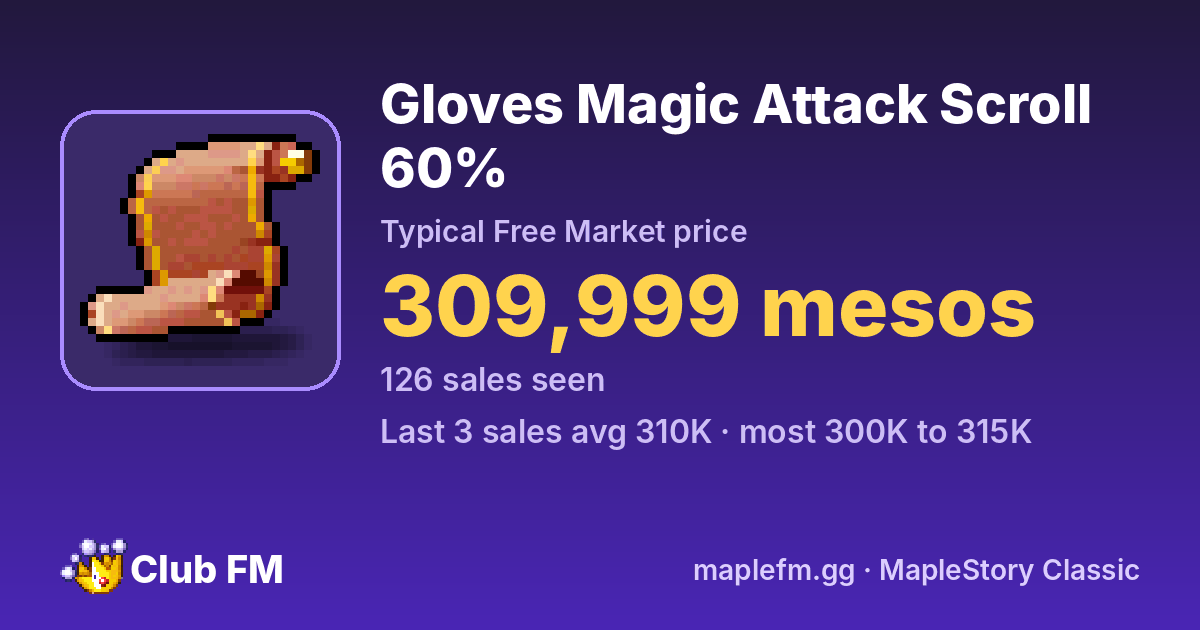 Gloves Magic Attack Scroll
60%
Typical Free Market price
309,999 mesos
126 sales seen
Last 3 sales avg 310K · most 300K to 315K
Club FM
maplefm.gg · MapleStory Classic